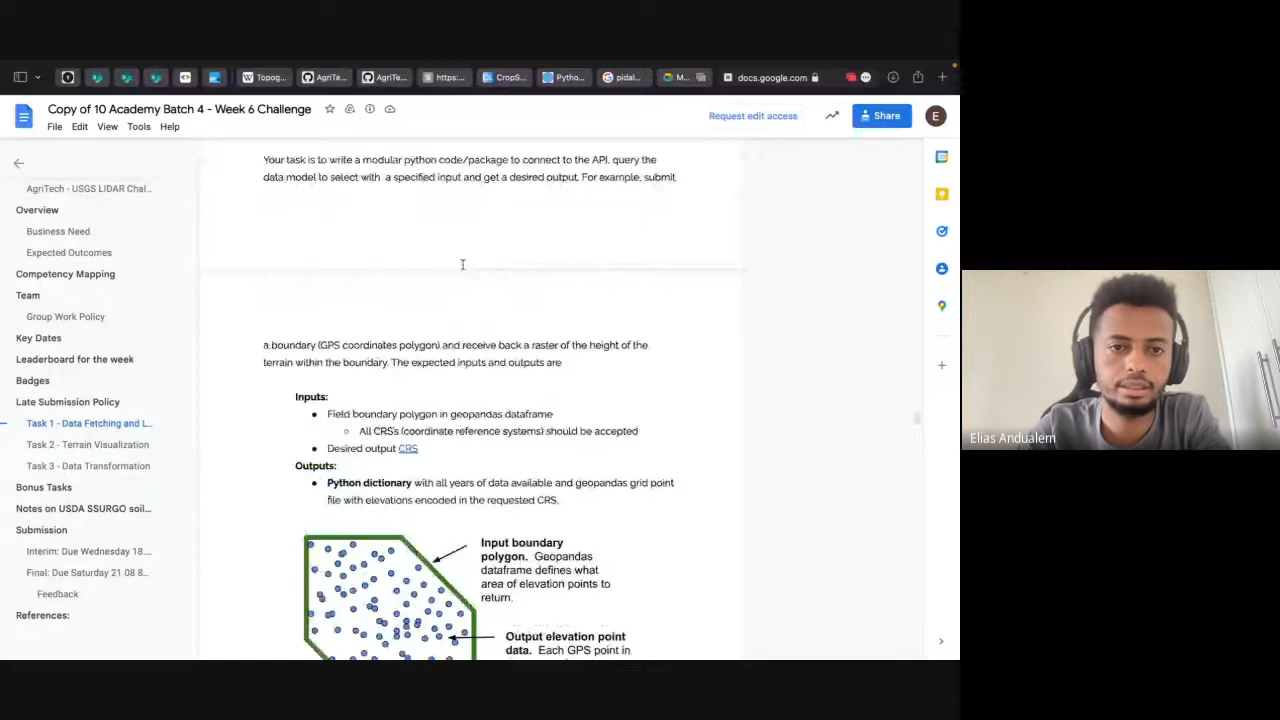 Topog...
AgriTe...
AgriTe...
https:...
CropS...
Pytho...
pidal...
M...
docs.google.com
Copy of 10 Academy Batch 4 - Week 6 Challenge
File Edit View Tools Help
Request edit access
Share
E
AgriTech - USGS LIDAR Chal...
Overview
Business Need
Expected Outcomes
Competency Mapping
Team
Group Work Policy
Key Dates
Leaderboard for the week
Badges
Late Submission Policy
Task 1 - Data Fetching and L...
Task 2 - Terrain Visualization
Task 3 - Data Transformation
Bonus Tasks
Notes on USDA SSURGO soil...
Submission
Interim: Due Wednesday 18....
Final: Due Saturday 21 08 8...
Feedback
References:
Your task is to write a modular python code/package to connect to the API, query the
data model to select with a specified input and get a desired output. For example, submit
a boundary (GPS coordinates polygon) and receive back a raster of the height of the
terrain within the boundary. The expected inputs and outputs are
Inputs:
● Field boundary polygon in geopandas dataframe
○ All CRS's (coordinate reference systems) should be accepted
● Desired output CRS
Outputs:
● Python dictionary with all years of data available and geopandas grid point
file with elevations encoded in the requested CRS.
Input boundary
polygon. Geopandas
dataframe defines what
area of elevation points to
return.
Output elevation point
data. Each GPS point in
Elias Andualem